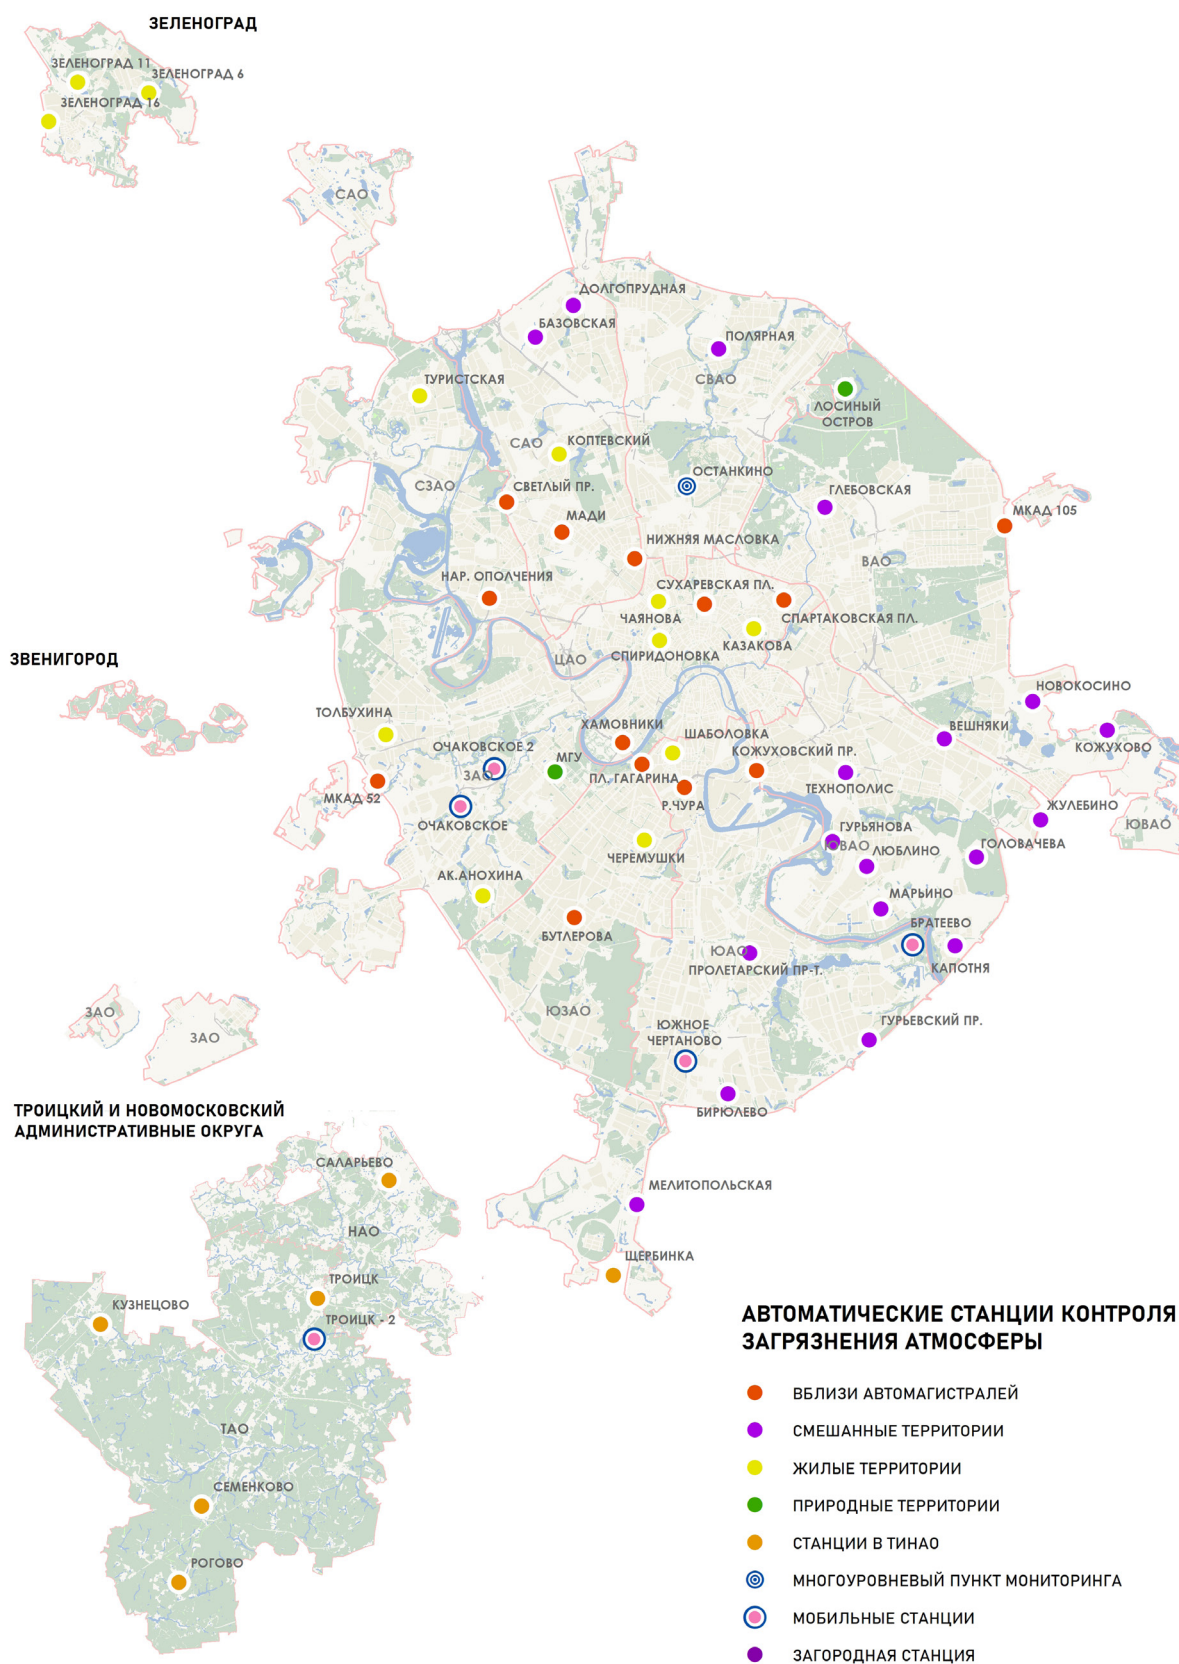 ЗЕЛЕНОГРАД
ЗЕЛЕНОГРАД 11
ЗЕЛЕНОГРАД 6
ЗЕЛЕНОГРАД 16
САО
ДОЛГОПРУДНАЯ
БАЗОВСКАЯ
ПОЛЯРНАЯ
СВАО
ТУРИСТСКАЯ
ЛОСИНЫЙ
ОСТРОВ
САО
КОПТЕВСКИЙ
ОСТАНКИНО
СЗАО
СВЕТЛЫЙ ПР.
ГЛЕБОВСКАЯ
МАДИ
МКАД 105
НИЖНЯЯ МАСЛОВКА
ВАО
НАР. ОПОЛЧЕНИЯ
СУХАРЕВСКАЯ ПЛ.
ЧАЯНОВА
СПАРТАКОВСКАЯ ПЛ.
КАЗАКОВА
СПИРИДОНОВКА
ЦАО
ЗВЕНИГОРОД
НОВОКОСИНО
ТОЛБУХИНА
ХАМОВНИКИ
ВЕШНЯКИ
ШАБОЛОВКА
КОЖУХОВО
ОЧАКОВСКОЕ 2
КОЖУХОВСКИЙ ПР.
МГУ
ЗАО
ПЛ. ГАГАРИНА
ТЕХНОПОЛИС
МКАД 52
Р.ЧУРА
ЖУЛЕБИНО
ОЧАКОВСКОЕ
ЮВАО
ГУРЬЯНОВА
ЮВАО
ЛЮБЛИНО
ГОЛОВАЧЕВА
ЧЕРЕМУШКИ
АК.АНОХИНА
МАРЬИНО
БРАТЕЕВО
БУТЛЕРОВА
ЮАО
КАПОТНЯ
ПРОЛЕТАРСКИЙ ПР-Т.
ЗАО
ЮЗАО
ГУРЬЕВСКИЙ ПР.
ЮЖНОЕ
ЧЕРТАНОВО
ЗАО
БИРЮЛЕВО
ТРОИЦКИЙ И НОВОМОСКОВСКИЙ
АДМИНИСТРАТИВНЫЕ ОКРУГА
САЛАРЬЕВО
МЕЛИТОПОЛЬСКАЯ
НАО
ЩЕРБИНКА
ТРОИЦК
КУЗНЕЦОВО
ТРОИЦК - 2
ТАО
СЕМЕНКОВО
РОГОВО
АВТОМАТИЧЕСКИЕ СТАНЦИИ КОНТРОЛЯ
ЗАГРЯЗНЕНИЯ АТМОСФЕРЫ
ВБЛИЗИ АВТОМАГИСТРАЛЕЙ
СМЕШАННЫЕ ТЕРРИТОРИИ
ЖИЛЫЕ ТЕРРИТОРИИ
ПРИРОДНЫЕ ТЕРРИТОРИИ
СТАНЦИИ В ТИНАО
МНОГОУРОВНЕВЫЙ ПУНКТ МОНИТОРИНГА
МОБИЛЬНЫЕ СТАНЦИИ
ЗАГОРОДНАЯ СТАНЦИЯ